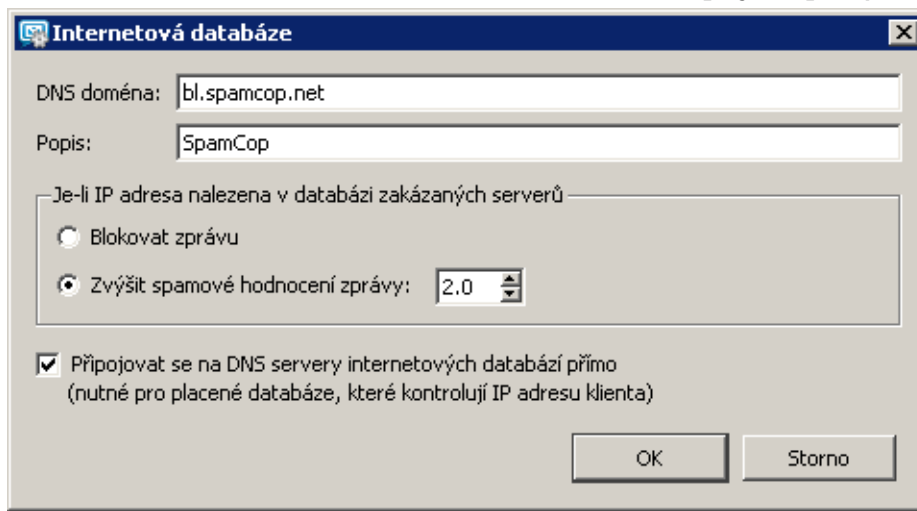 Internetová databáze
DNS doména: bl.spamcop.net
Popis: SpamCop
Je-li IP adresa nalezena v databázi zakázaných serverů
Blokovat zprávu
Zvýšit spamové hodnocení zprávy: 2.0
Připojovat se na DNS servery internetových databází přímo
(nutné pro placené databáze, které kontrolují IP adresu klienta)
OK Storno